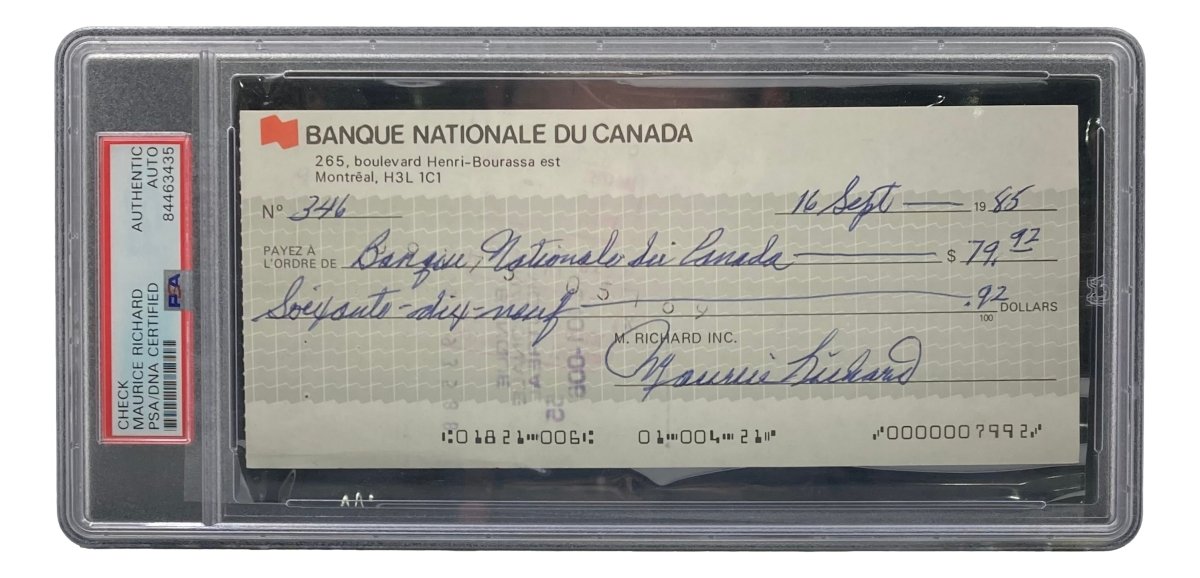 AUTHENTIC
AUTO
84463435
PSA
CHECK
MAURICE RICHARD
PSA/DNA CERTIFIED
BANQUE NATIONALE DU CANADA
265, boulevard Henri-Bourassa est
Montréal, H3L 1C1
N° 346 16 Sept 19 85
PAYEZ À
L'ORDRE DE Banque Nationale du Canada $ 79.92
Soixante-dix-neuf .92
100 DOLLARS
M. RICHARD INC.
Maurice Richard
⑆01821⑉006⑆ 01⑉004⑉21⑈ ⑇0000007992⑇